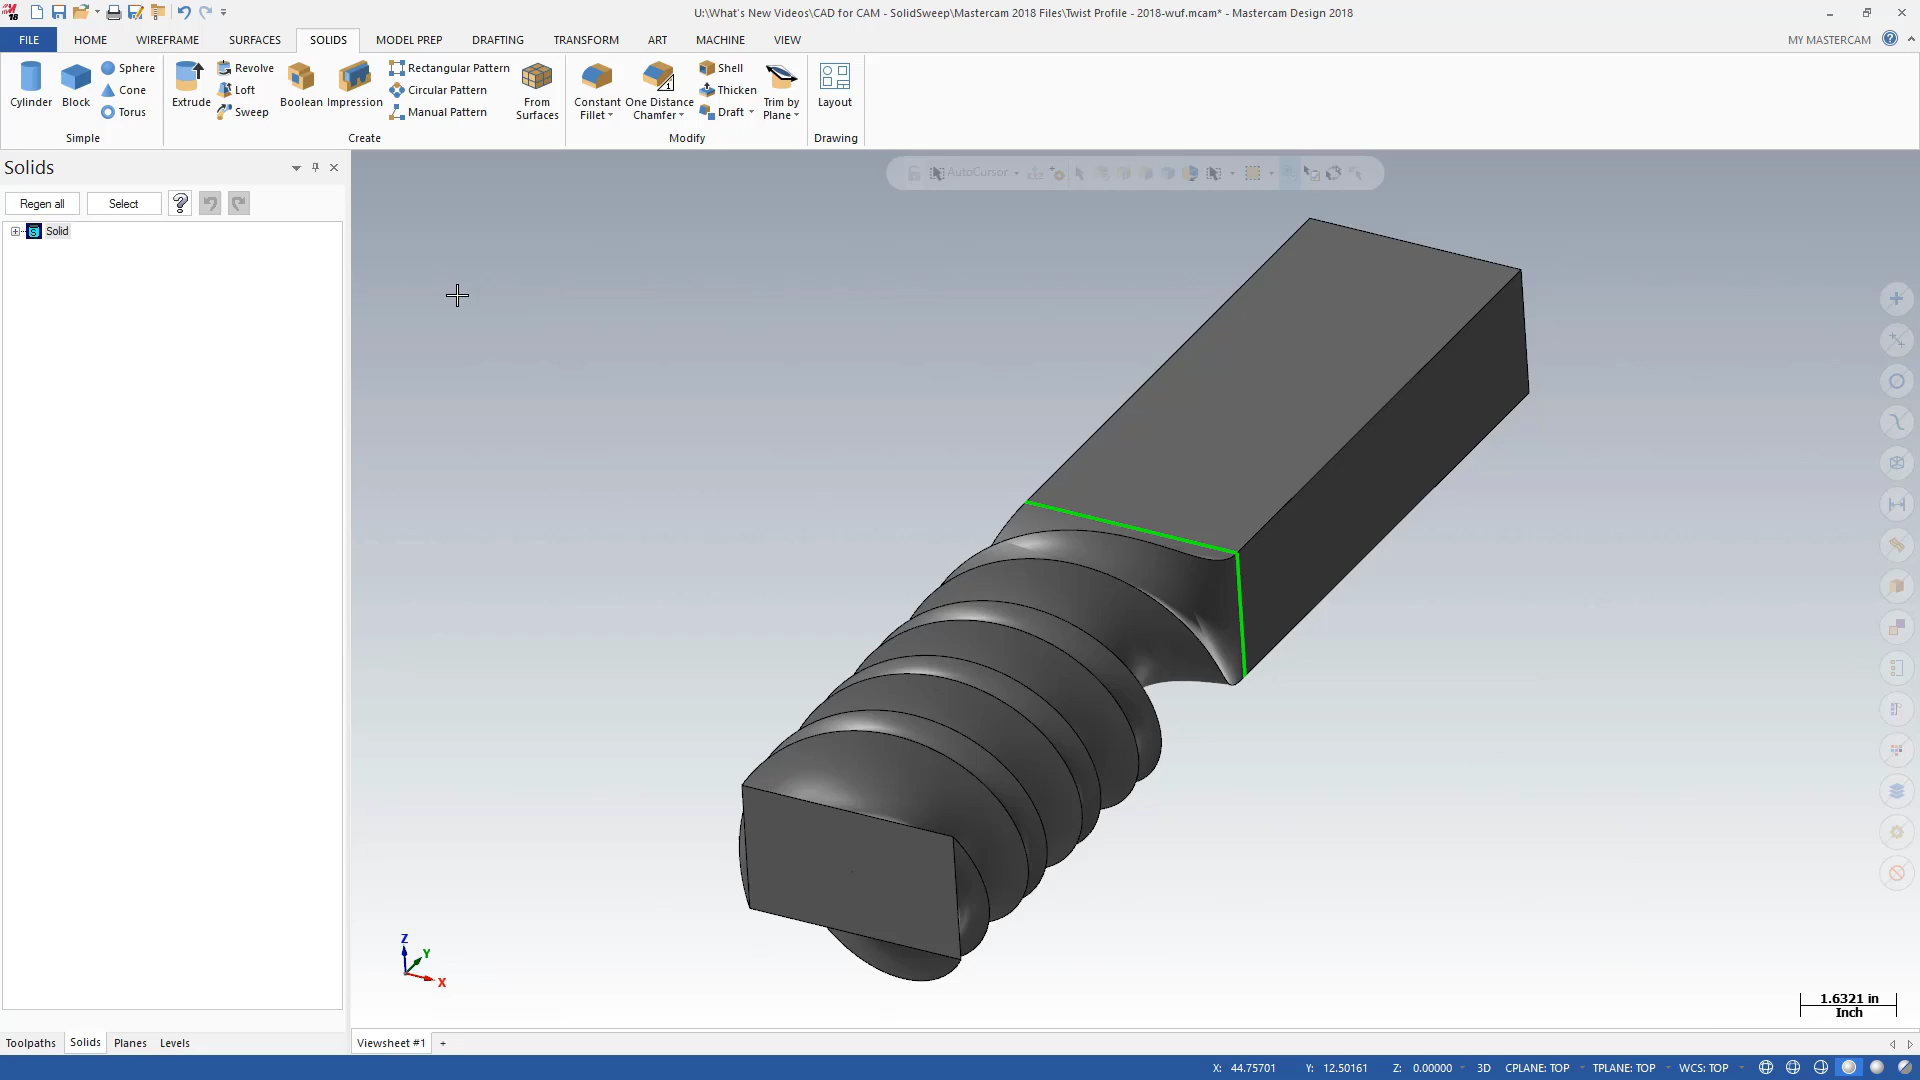 U:\What's New Videos\CAD for CAM - SolidSweep\Mastercam 2018 Files\Twist Profile - 2018-wuf.mcam* - Mastercam Design 2018
FILE HOME WIREFRAME SURFACES SOLIDS MODEL PREP DRAFTING TRANSFORM ART MACHINE VIEW MY MASTERCAM
Cylinder
Block
Sphere
Cone
Torus
Simple
Extrude
Revolve
Loft
Sweep
Boolean
Impression
Rectangular Pattern
Circular Pattern
Manual Pattern
From
Surfaces
Create
Constant
Fillet
One Distance
Chamfer
Shell
Thicken
Draft
Trim by
Plane
Modify
Layout
Drawing
Solids
Regen all Select
Solid
AutoCursor
Z
Y
X
1.6321 in
Inch
Toolpaths Solids Planes Levels
Viewsheet #1 +
X: 44.75701 Y: 12.50161 Z: 0.00000 3D CPLANE: TOP TPLANE: TOP WCS: TOP